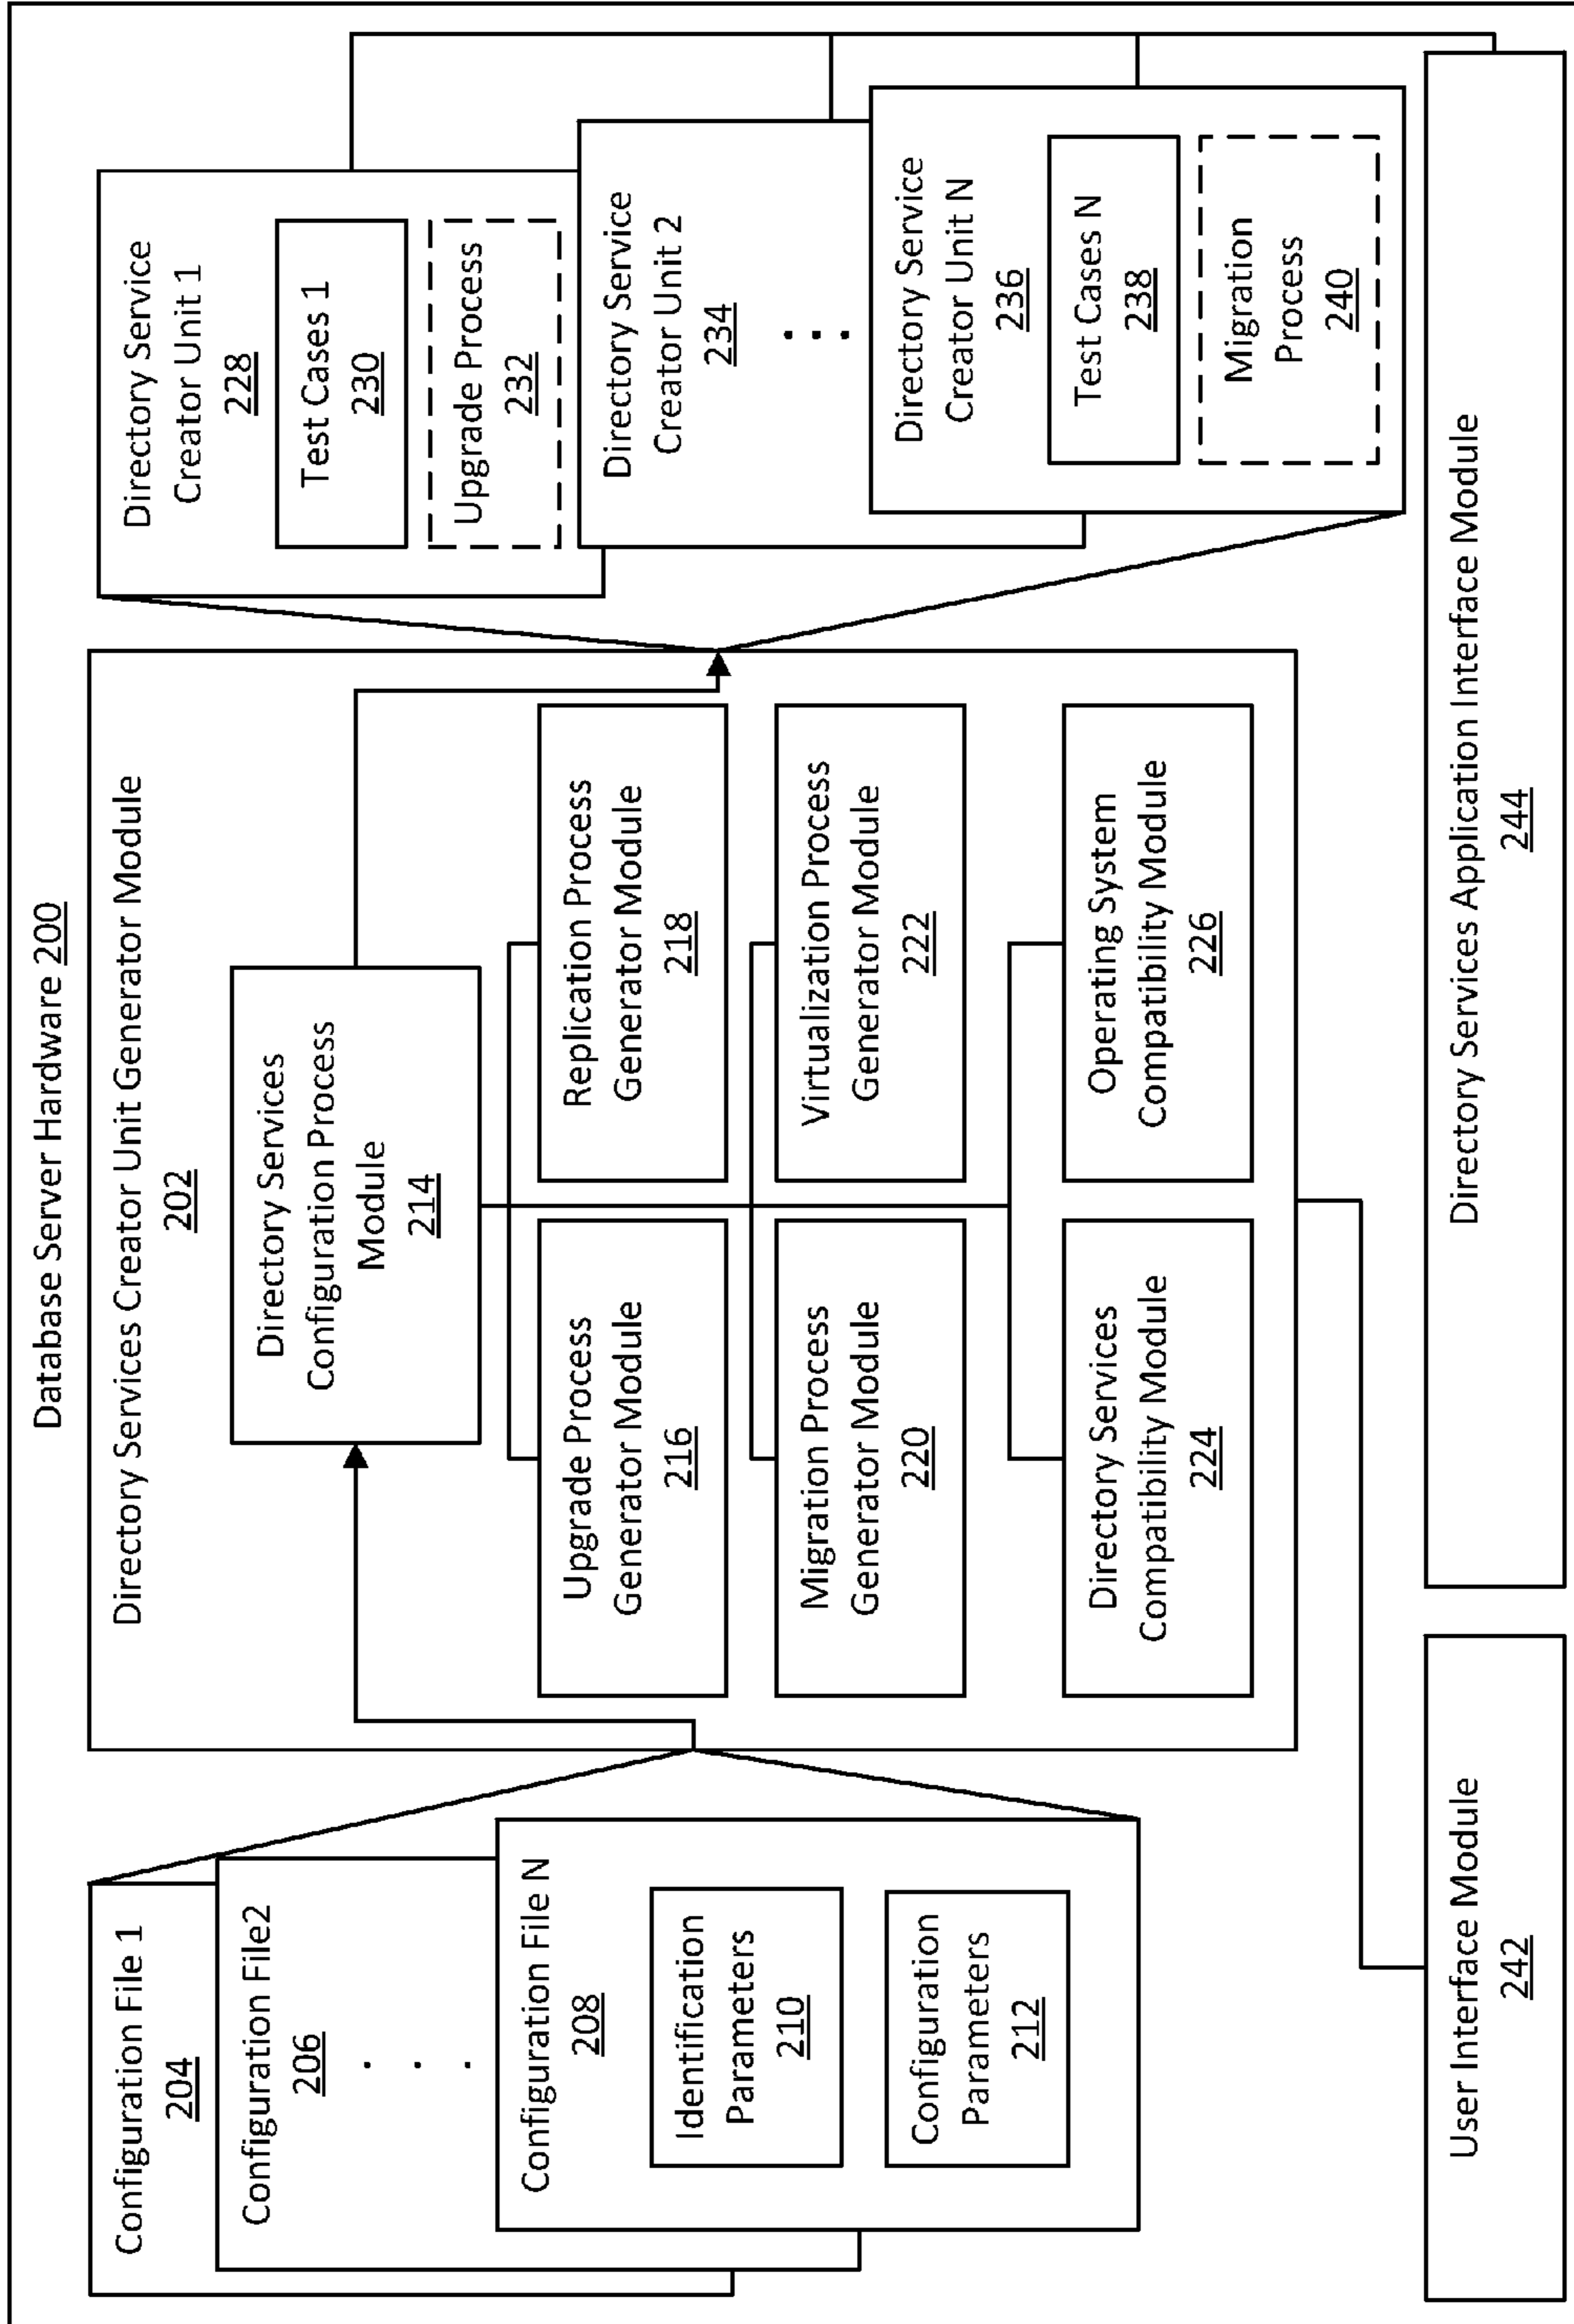 Database Server Hardware 200
Configuration File 1
204
Configuration File2
206
. . .
Configuration File N
208
Identification
Parameters
210
Configuration
Parameters
212
Directory Services Creator Unit Generator Module
202
Directory Services
Configuration Process
Module
214
Upgrade Process
Generator Module
216
Replication Process
Generator Module
218
Migration Process
Generator Module
220
Virtualization Process
Generator Module
222
Directory Services
Compatibility Module
224
Operating System
Compatibility Module
226
Directory Service
Creator Unit 1
228
Test Cases 1
230
Upgrade Process
232
Directory Service
Creator Unit 2
234
...
Directory Service
Creator Unit N
236
Test Cases N
238
Migration
Process
240
User Interface Module
242
Directory Services Application Interface Module
244